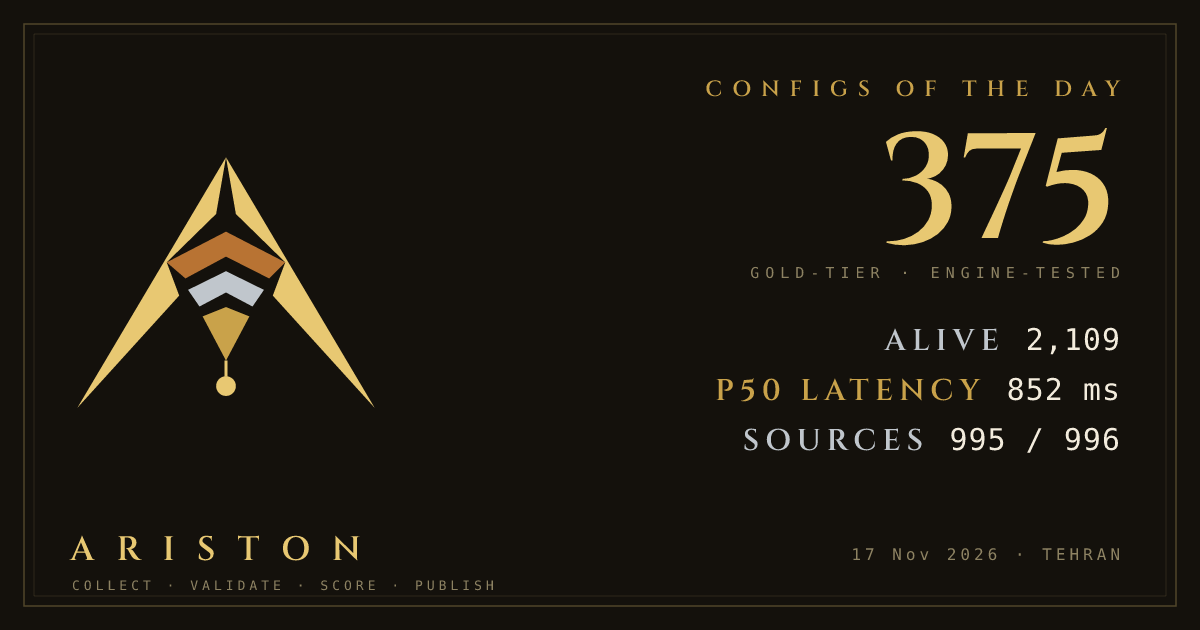 CONFIGS OF THE DAY
375
GOLD-TIER · ENGINE-TESTED
ALIVE 2,109
P50 LATENCY 852 ms
SOURCES 995 / 996
ARISTON
COLLECT · VALIDATE · SCORE · PUBLISH
17 Nov 2026 · TEHRAN